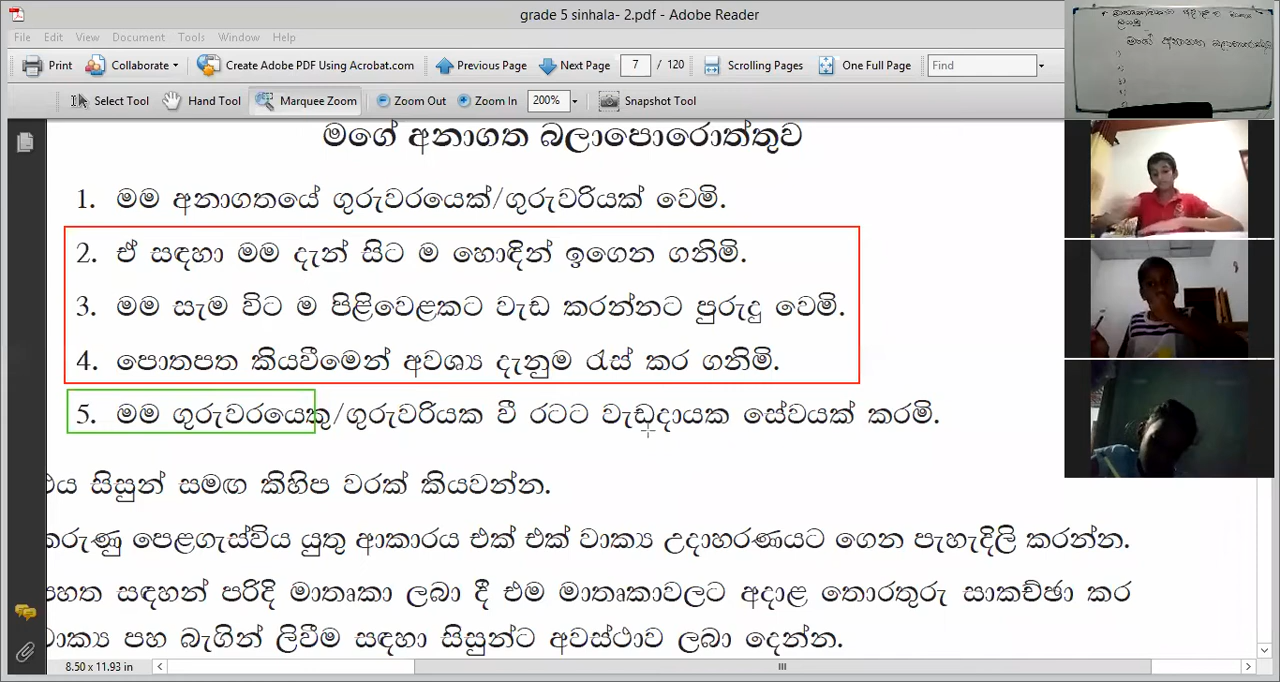 grade 5 sinhala- 2.pdf - Adobe Reader
File Edit View Document Tools Window Help
Print Collaborate Create Adobe PDF Using Acrobat.com Previous Page Next Page 7 / 120 Scrolling Pages One Full Page Find
Select Tool Hand Tool Marquee Zoom Zoom Out Zoom In 200% Snapshot Tool
මගේ අනාගත බලාපොරොත්තුව
1. මම අනාගතයේ ගුරුවරයෙක්/ගුරුවරියක් වෙමි.
2. ඒ සඳහා මම දැන් සිට ම හොඳින් ඉගෙන ගනිමි.
3. මම සැම විට ම පිළිවෙළකට වැඩ කරන්නට පුරුදු වෙමි.
4. පොතපත කියවීමෙන් අවශ්‍ය දැනුම රැස් කර ගනිමි.
5. මම ගුරුවරයෙකු/ගුරුවරියක වී රටට වැඩදායක සේවයක් කරමි.
සිසුන් සමඟ කිහිප වරක් කියවන්න.
පෙළගැස්විය යුතු ආකාරය එක් එක් වාක්‍ය උදාහරණයට ගෙන පැහැදිලි කරන්න.
සඳහන් පරිදි මාතෘකා ලබා දී එම මාතෘකාවලට අදාළ තොරතුරු සාකච්ඡා කර
පහ බැගින් ලිවීම සඳහා සිසුන්ට අවස්ථාව ලබා දෙන්න.
8.50 x 11.93 in